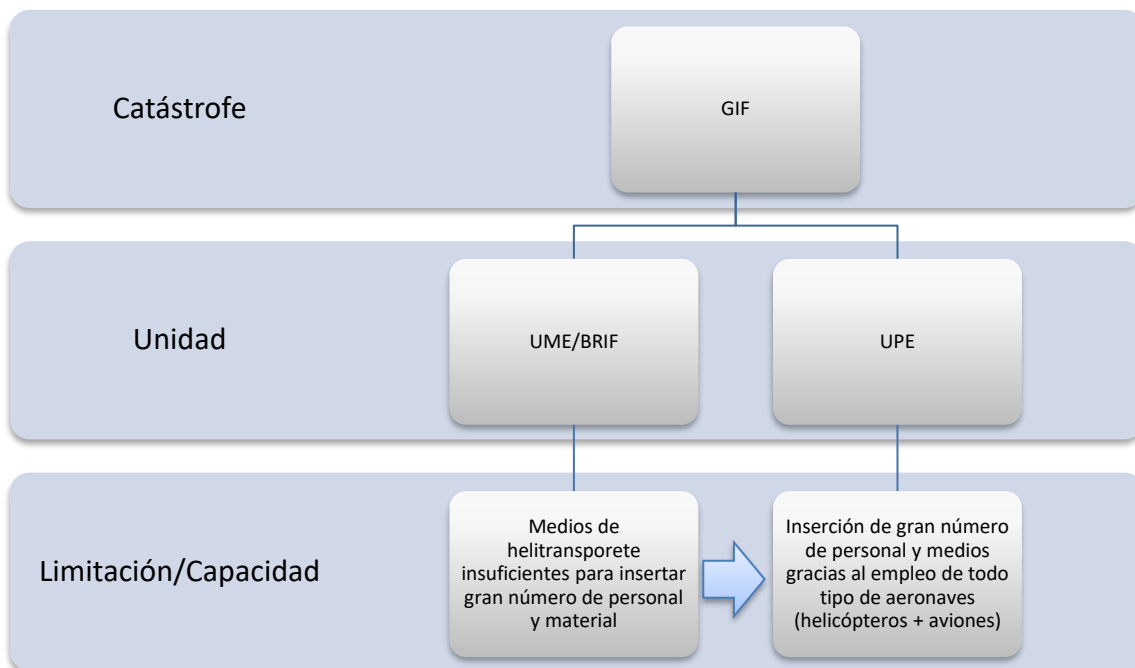 Catástrofe
GIF
Unidad
UME/BRIF
UPE
Limitación/Capacidad
Medios de
helitransporete
insuficientes para insertar
gran número de personal
y material
Inserción de gran número
de personal y medios
gracias al empleo de todo
tipo de aeronaves
(helicópteros + aviones)